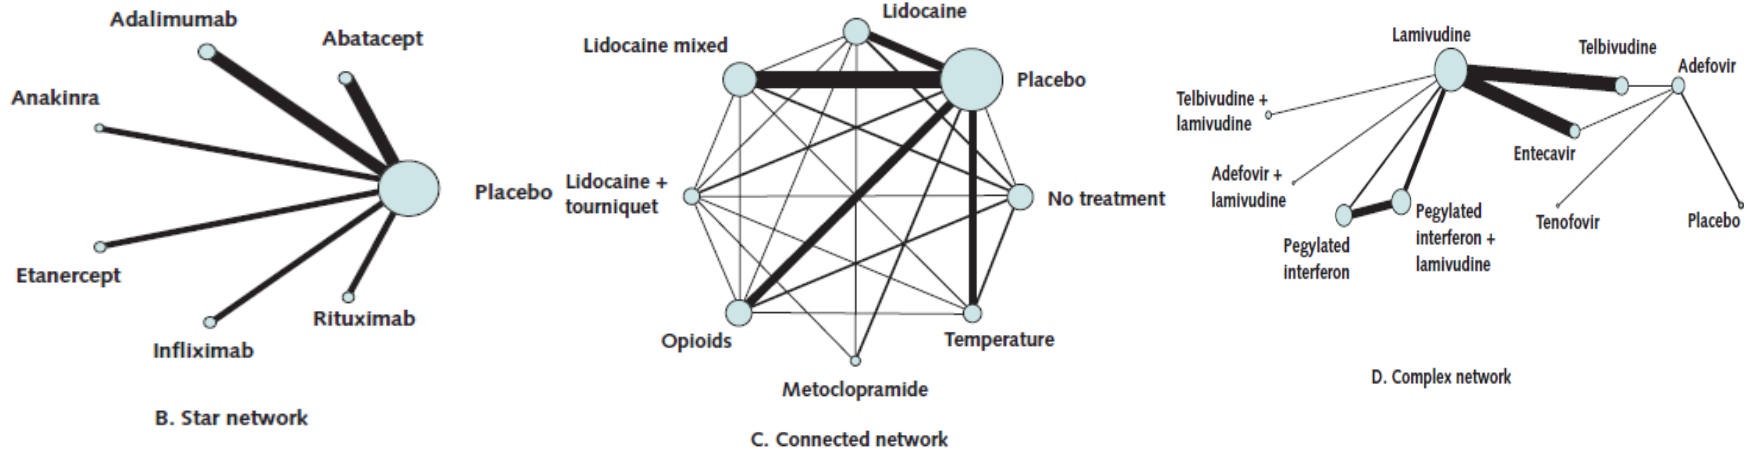 Adalimumab
Abatacept
Anakinra
Placebo
Etanercept
Rituximab
Infliximab
B. Star network
Lidocaine
Lidocaine mixed
Placebo
Lidocaine +
tourniquet
No treatment
Opioids
Temperature
Metoclopramide
C. Connected network
Lamivudine
Telbivudine
Adefovir
Telbivudine +
lamivudine
Entecavir
Adefovir +
lamivudine
Pegylated
interferon +
lamivudine
Tenofovir
Placebo
Pegylated
interferon
D. Complex network